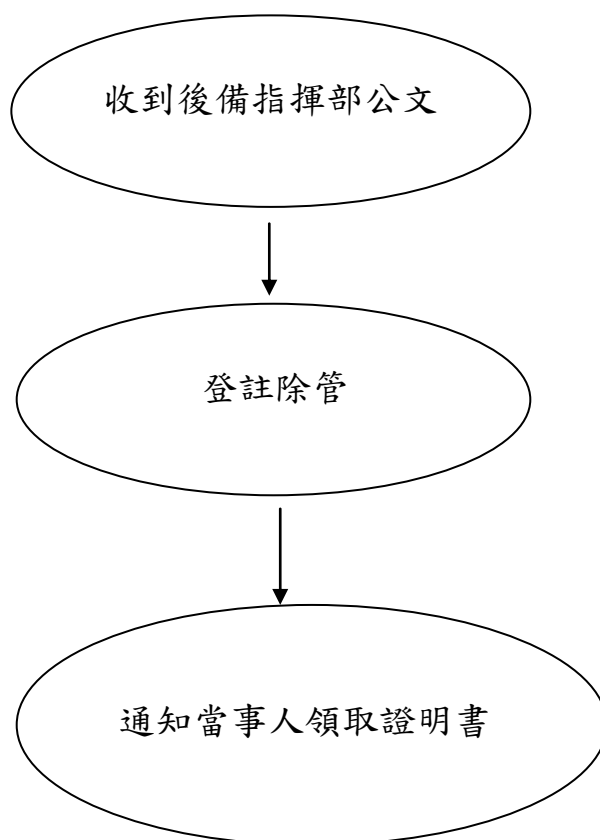 收到後備指揮部公文
登註除管
通知當事人領取證明書